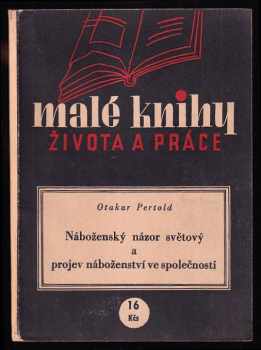 malé knihy
ŽIVOTA A PRÁCE
Otakar Pertold
Náboženský názor světový
a
projev náboženství ve společnosti
16
Kčs